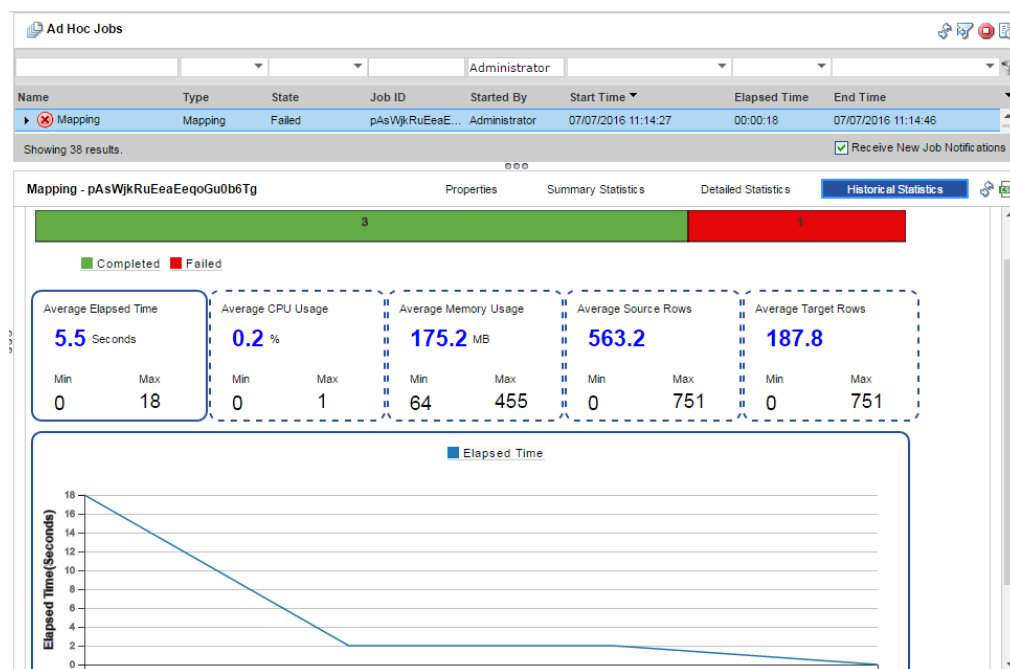 Ad Hoc Jobs
Administrator
Name Type State Job ID Started By Start Time Elapsed Time End Time
Mapping Mapping Failed pAsWjkRuEeaE... Administrator 07/07/2016 11:14:27 00:00:18 07/07/2016 11:14:46
Showing 38 results. Receive New Job Notifications
Mapping - pAsWjkRuEeaEeqoGu0b6Tg Properties Summary Statistics Detailed Statistics Historical Statistics
3 1
Completed Failed
Average Elapsed Time Average CPU Usage Average Memory Usage Average Source Rows Average Target Rows
5.5 Seconds 0.2 % 175.2 MB 563.2 187.8
Min Max Min Max Min Max Min Max Min Max
0 18 0 1 64 455 0 751 0 751
Elapsed Time
Elapsed Time(Seconds)
18
16
14
12
10
8
6
4
2
0